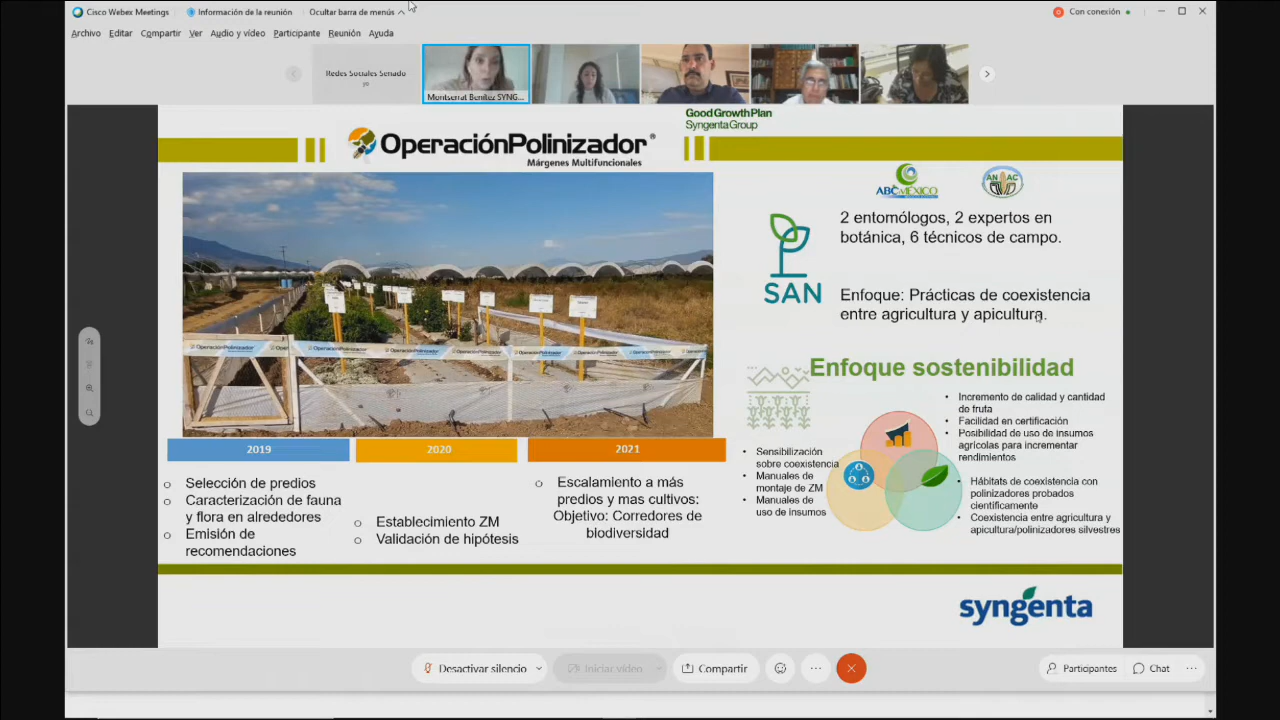 Cisco Webex Meetings
Información de la reunión
Ocultar barra de menús
Con conexión
Archivo Editar Compartir Ver Audio y vídeo Participante Reunión Ayuda
Redes Sociales Senado
yo
Montserrat Benítez SYNG...
Good Growth Plan
Syngenta Group
OperaciónPolinizador®
Márgenes Multifuncionales
ABC MÉXICO
SAN
2 entomólogos, 2 expertos en
botánica, 6 técnicos de campo.
Enfoque: Prácticas de coexistencia
entre agricultura y apicultura.
Enfoque sostenibilidad
• Incremento de calidad y cantidad
de fruta
• Facilidad en certificación
• Posibilidad de uso de insumos
agrícolas para incrementar
rendimientos
• Sensibilización
sobre coexistencia
• Manuales de
montaje de ZM
• Manuales de
uso de insumos
• Hábitats de coexistencia con
polinizadores probados
científicamente
• Coexistencia entre agricultura y
apicultura/polinizadores silvestres
OperaciónPolinizador
OperaciónPolinizador
OperaciónPolinizador
OperaciónPolinizador
2019
o Selección de predios
o Caracterización de fauna
y flora en alrededores
o Emisión de
recomendaciones
2020
o Establecimiento ZM
o Validación de hipótesis
2021
o Escalamiento a más
predios y mas cultivos:
Objetivo: Corredores de
biodiversidad
syngenta
Desactivar silencio
Iniciar vídeo
Compartir
Participantes
Chat